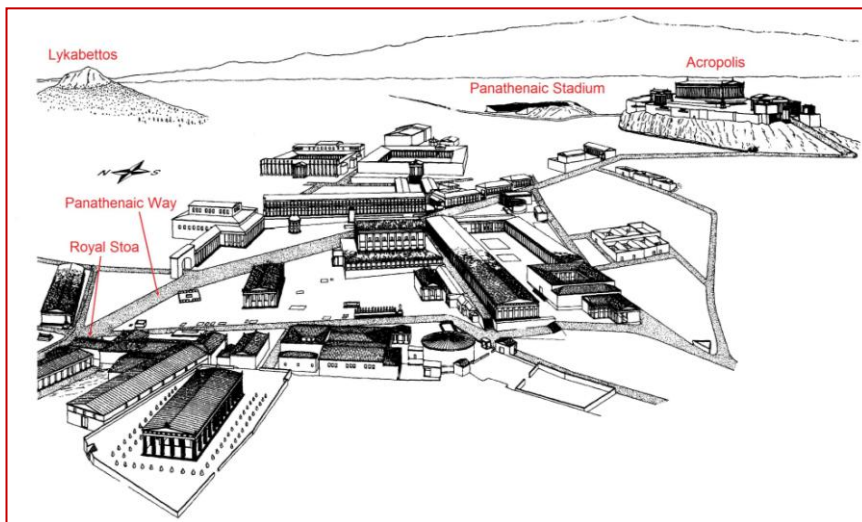 Lykabettos
Acropolis
Panathenaic Stadium
N S
Panathenaic Way
Royal Stoa